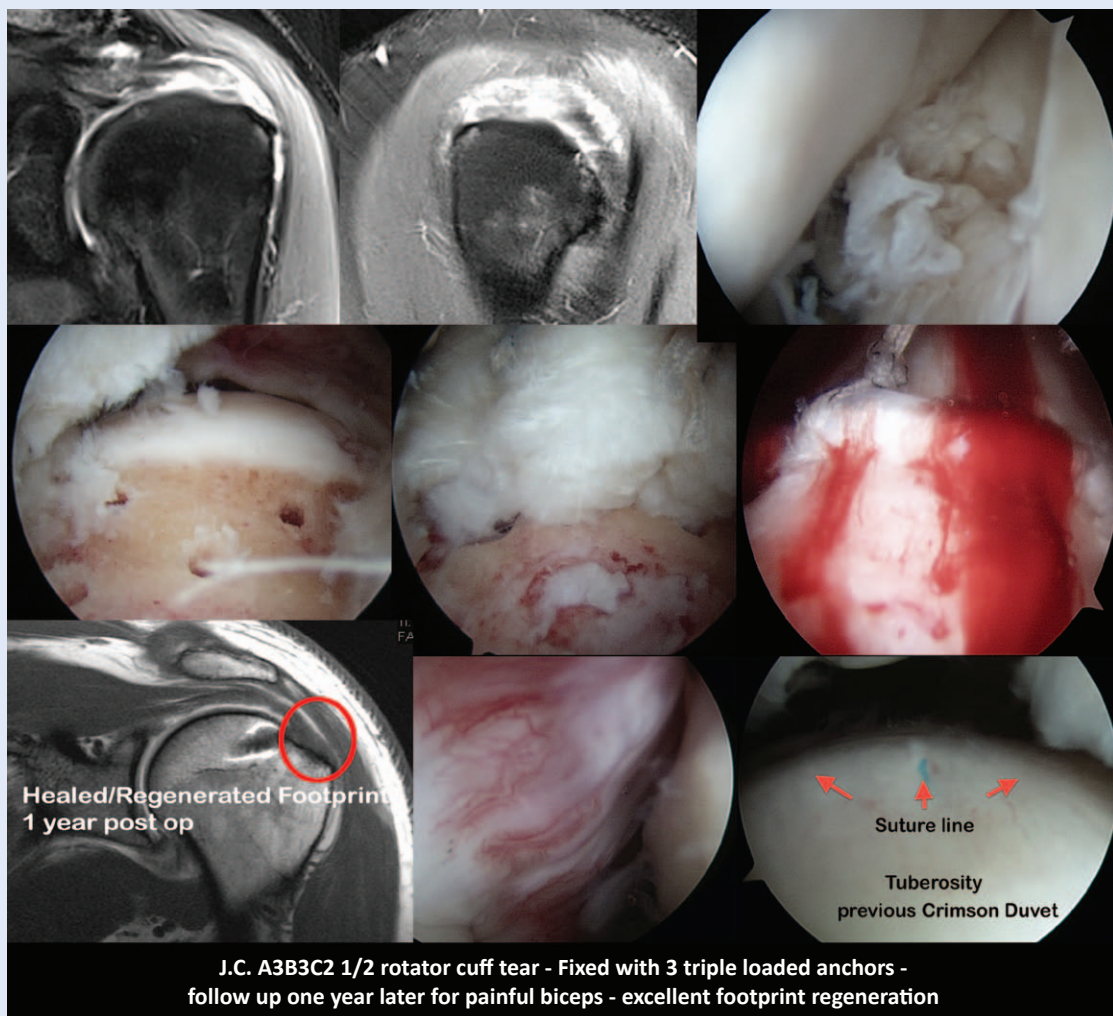 FA
Healed/Regenerated Footprint
1 year post op
Suture line
Tuberosity
previous Crimson Duvet
J.C. A3B3C2 1/2 rotator cuff tear - Fixed with 3 triple loaded anchors -
follow up one year later for painful biceps - excellent footprint regeneration